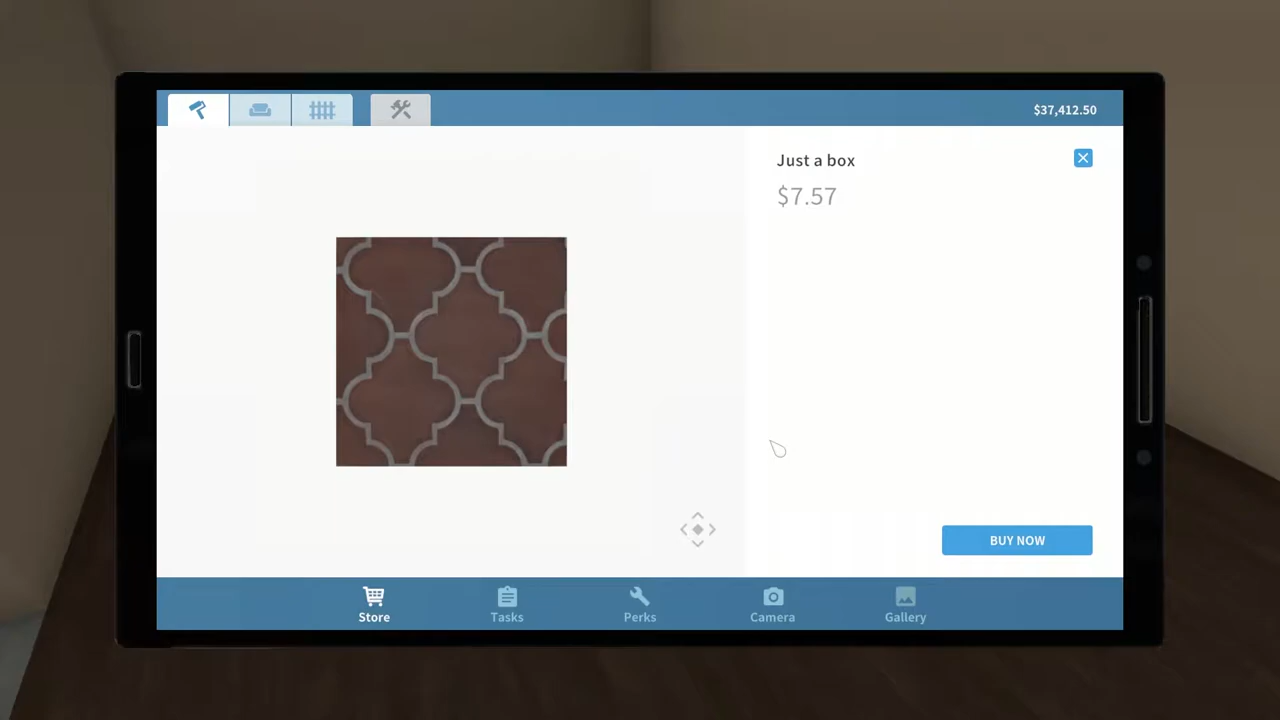 $37,412.50
Just a box
$7.57
BUY NOW
Store
Tasks
Perks
Camera
Gallery